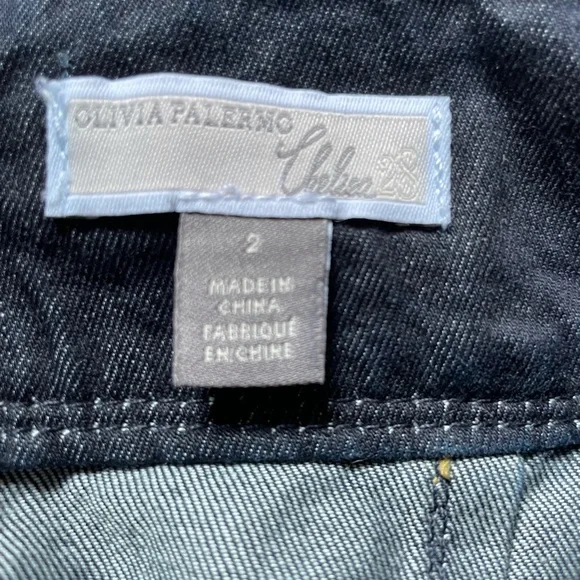 OLIVIA PALERMO
Chelsea28
2
MADE IN
CHINA
FABRIQUÉ
EN CHINE